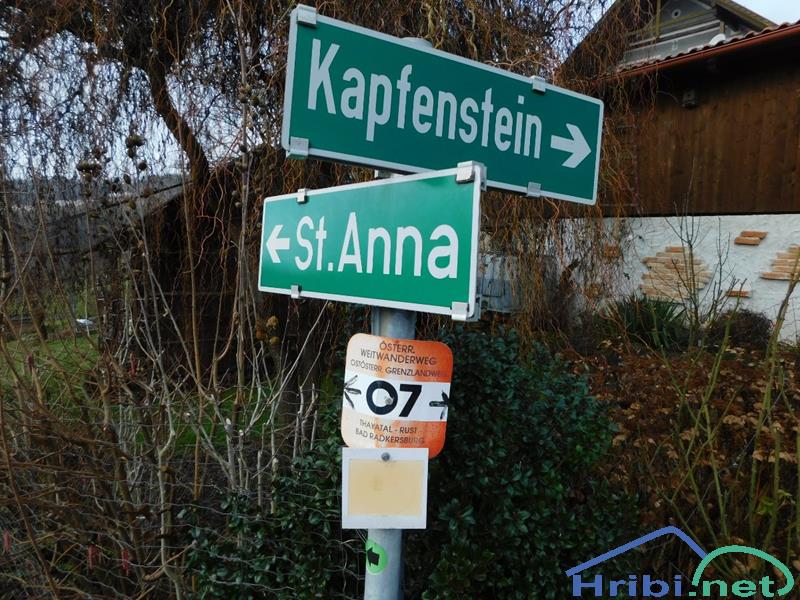 Kapfenstein →
← St. Anna
ÖSTERR.
WEITWANDERWEG
OSTÖSTERR. GRENZLANDWEG
07
THAYATAL - RUST -
BAD RADKERSBURG
Hribi.net